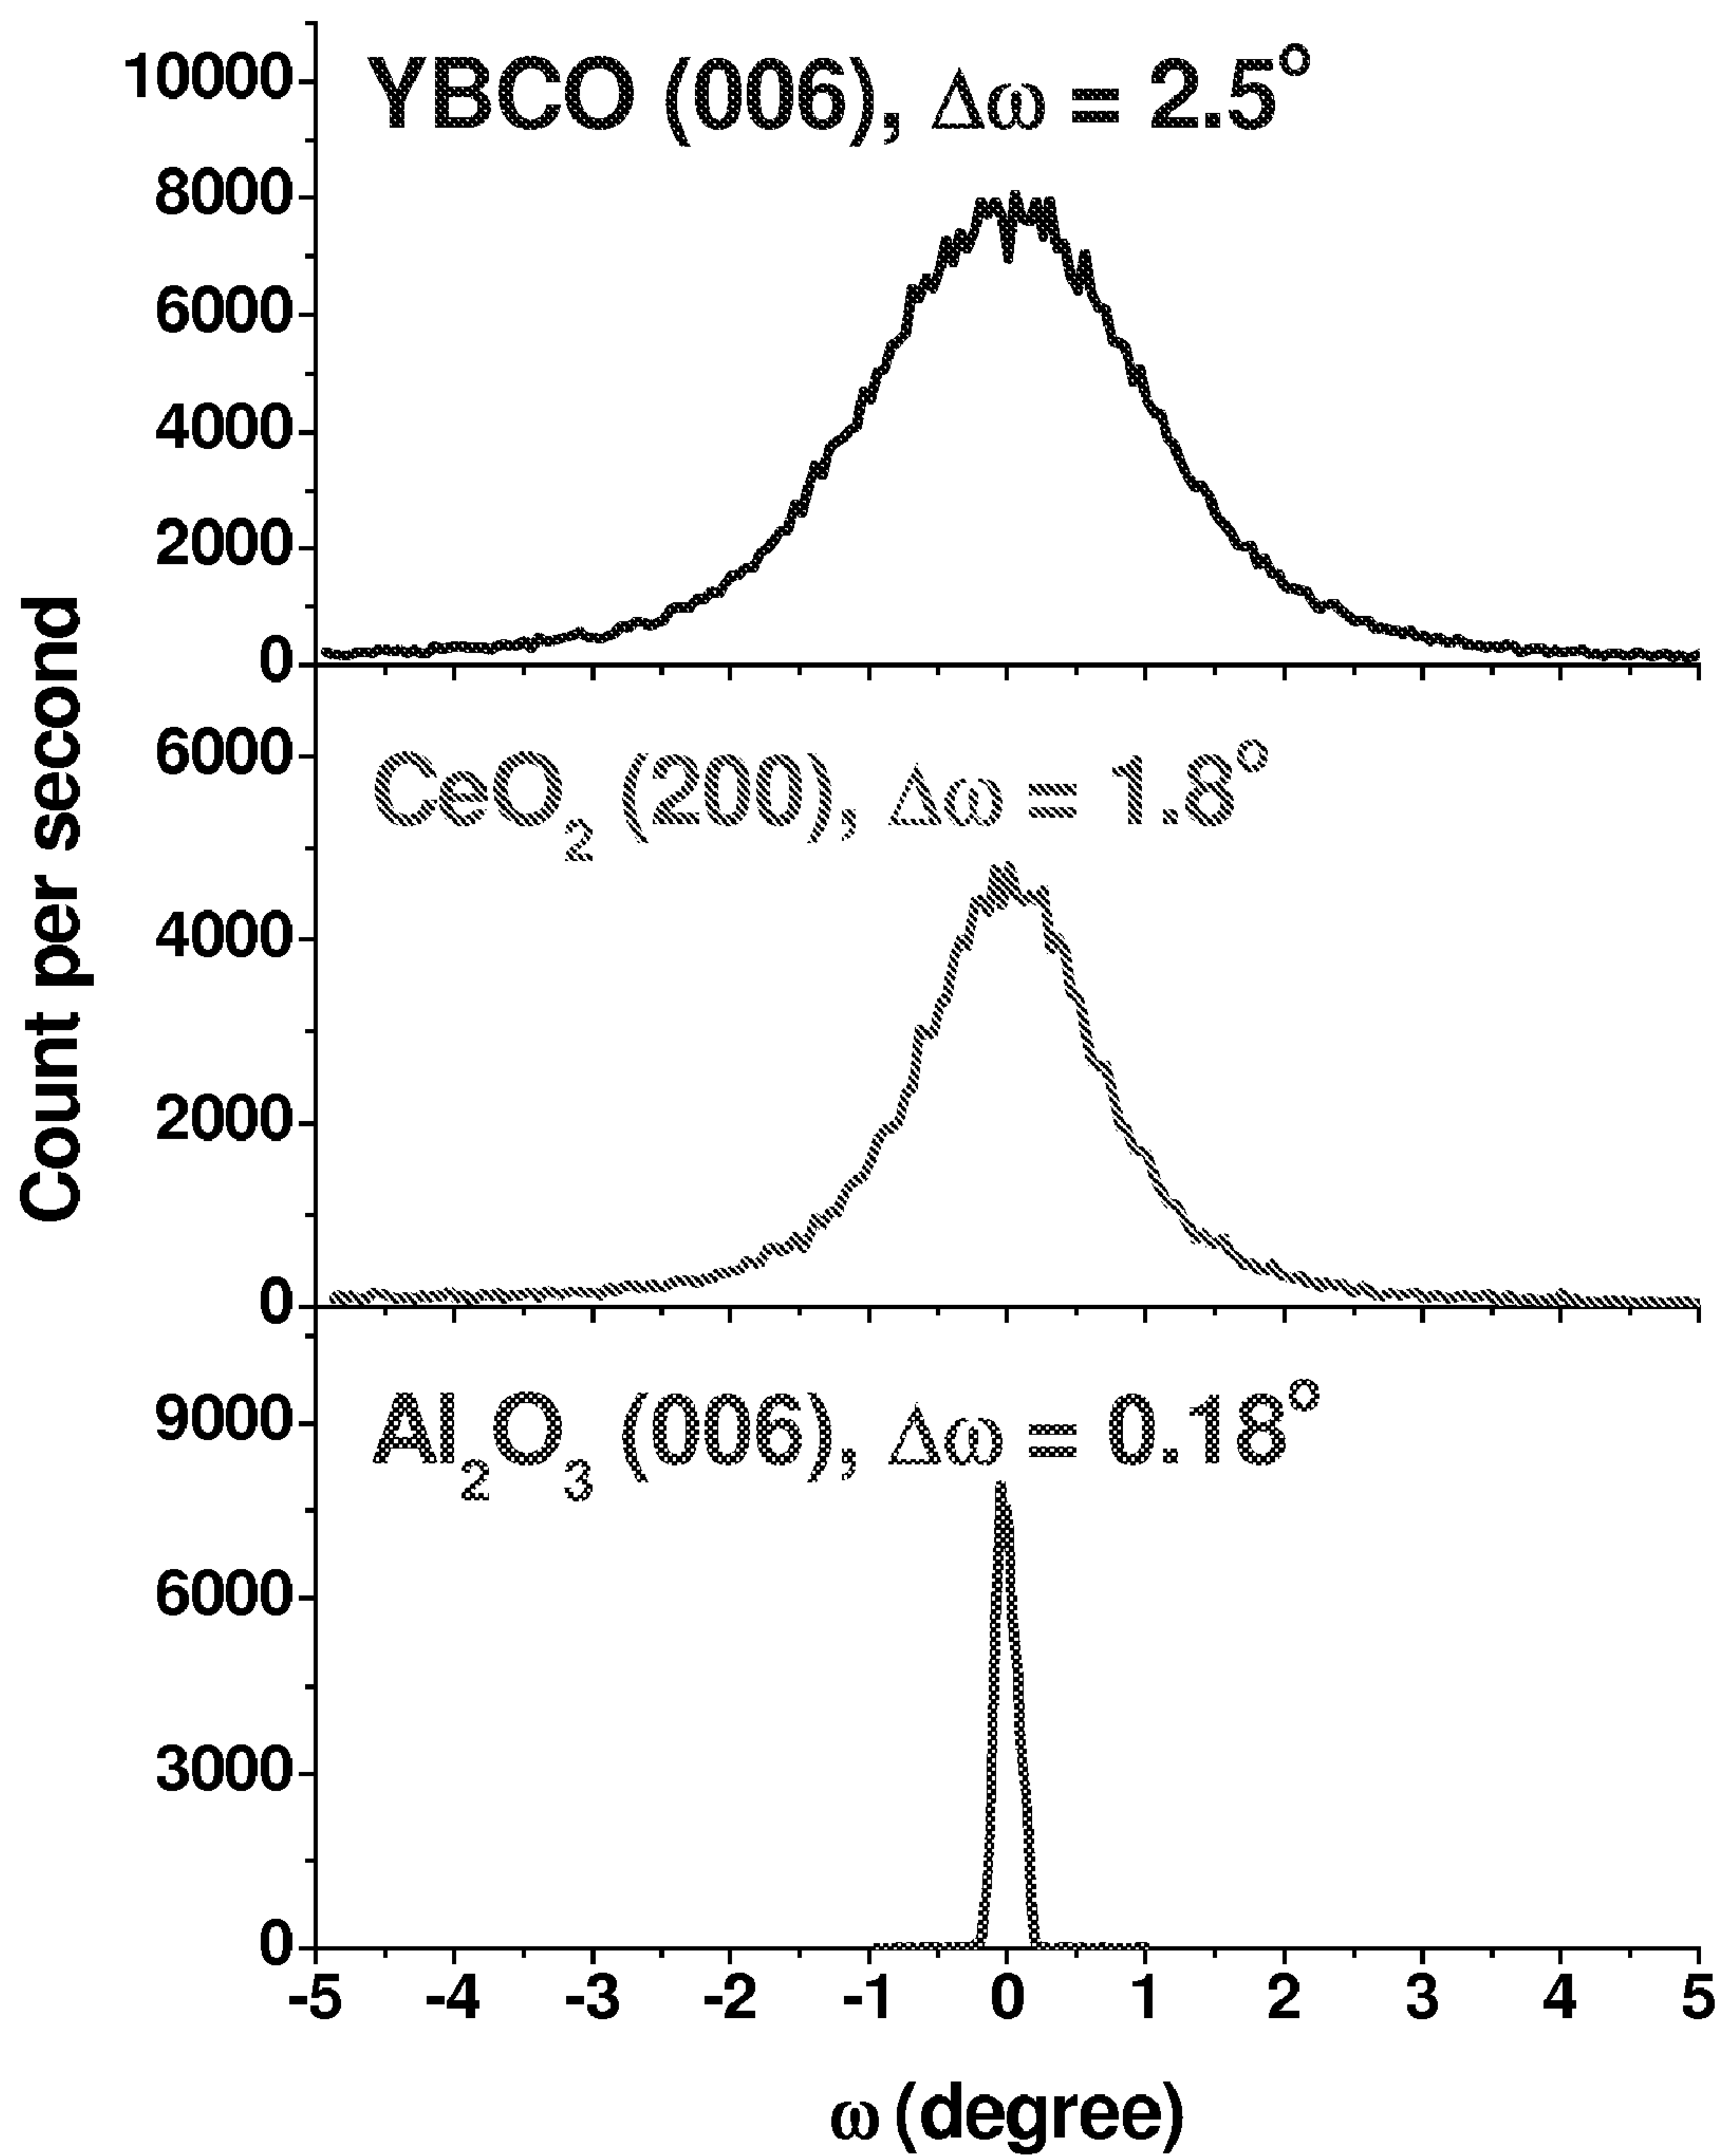 Count per second
10000
8000
6000
4000
2000
0
YBCO (006), Δω = 2.5°
6000
4000
2000
0
CeO₂ (200), Δω = 1.8°
9000
6000
3000
0
Al₂O₃ (006), Δω = 0.18°
-5 -4 -3 -2 -1 0 1 2 3 4 5
ω (degree)